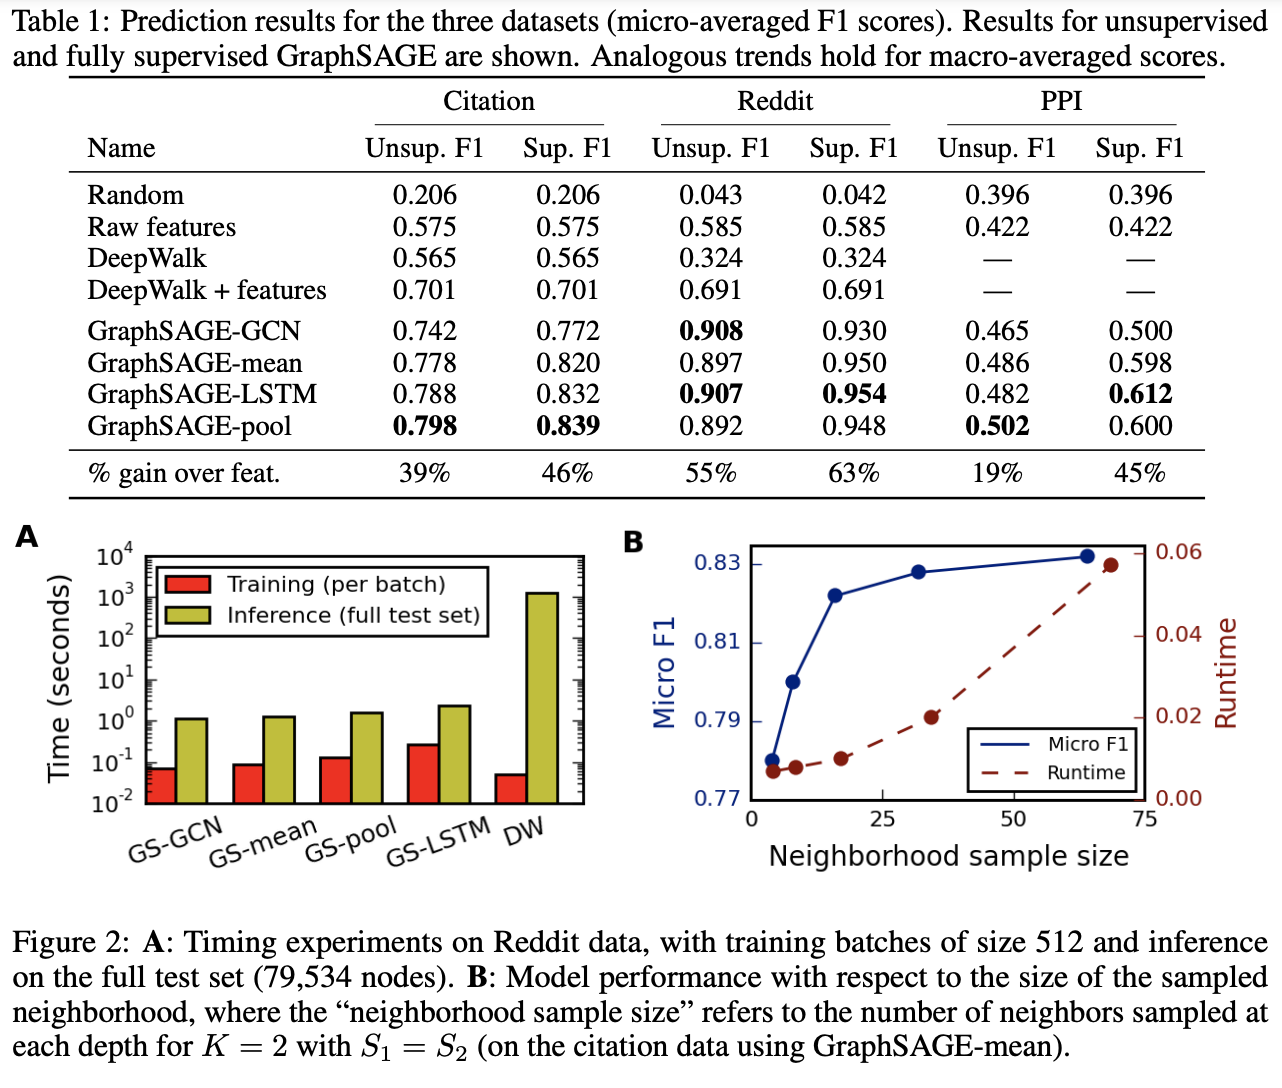 Table 1: Prediction results for the three datasets (micro-averaged F1 scores). Results for unsupervised
and fully supervised GraphSAGE are shown. Analogous trends hold for macro-averaged scores.
Citation Reddit PPI
Name Unsup. F1 Sup. F1 Unsup. F1 Sup. F1 Unsup. F1 Sup. F1
Random 0.206 0.206 0.043 0.042 0.396 0.396
Raw features 0.575 0.575 0.585 0.585 0.422 0.422
DeepWalk 0.565 0.565 0.324 0.324 — —
DeepWalk + features 0.701 0.701 0.691 0.691 — —
GraphSAGE-GCN 0.742 0.772 0.908 0.930 0.465 0.500
GraphSAGE-mean 0.778 0.820 0.897 0.950 0.486 0.598
GraphSAGE-LSTM 0.788 0.832 0.907 0.954 0.482 0.612
GraphSAGE-pool 0.798 0.839 0.892 0.948 0.502 0.600
% gain over feat. 39% 46% 55% 63% 19% 45%
A
Time (seconds)
10^4
10^3
10^2
10^1
10^0
10^-1
10^-2
Training (per batch)
Inference (full test set)
GS-GCN GS-mean GS-pool GS-LSTM DW
B
Micro F1
0.83
0.81
0.79
0.77
0.06
0.04
0.02
0.00
Runtime
Micro F1
Runtime
0 25 50 75
Neighborhood sample size
Figure 2: A: Timing experiments on Reddit data, with training batches of size 512 and inference
on the full test set (79,534 nodes). B: Model performance with respect to the size of the sampled
neighborhood, where the “neighborhood sample size” refers to the number of neighbors sampled at
each depth for K = 2 with S₁ = S₂ (on the citation data using GraphSAGE-mean).